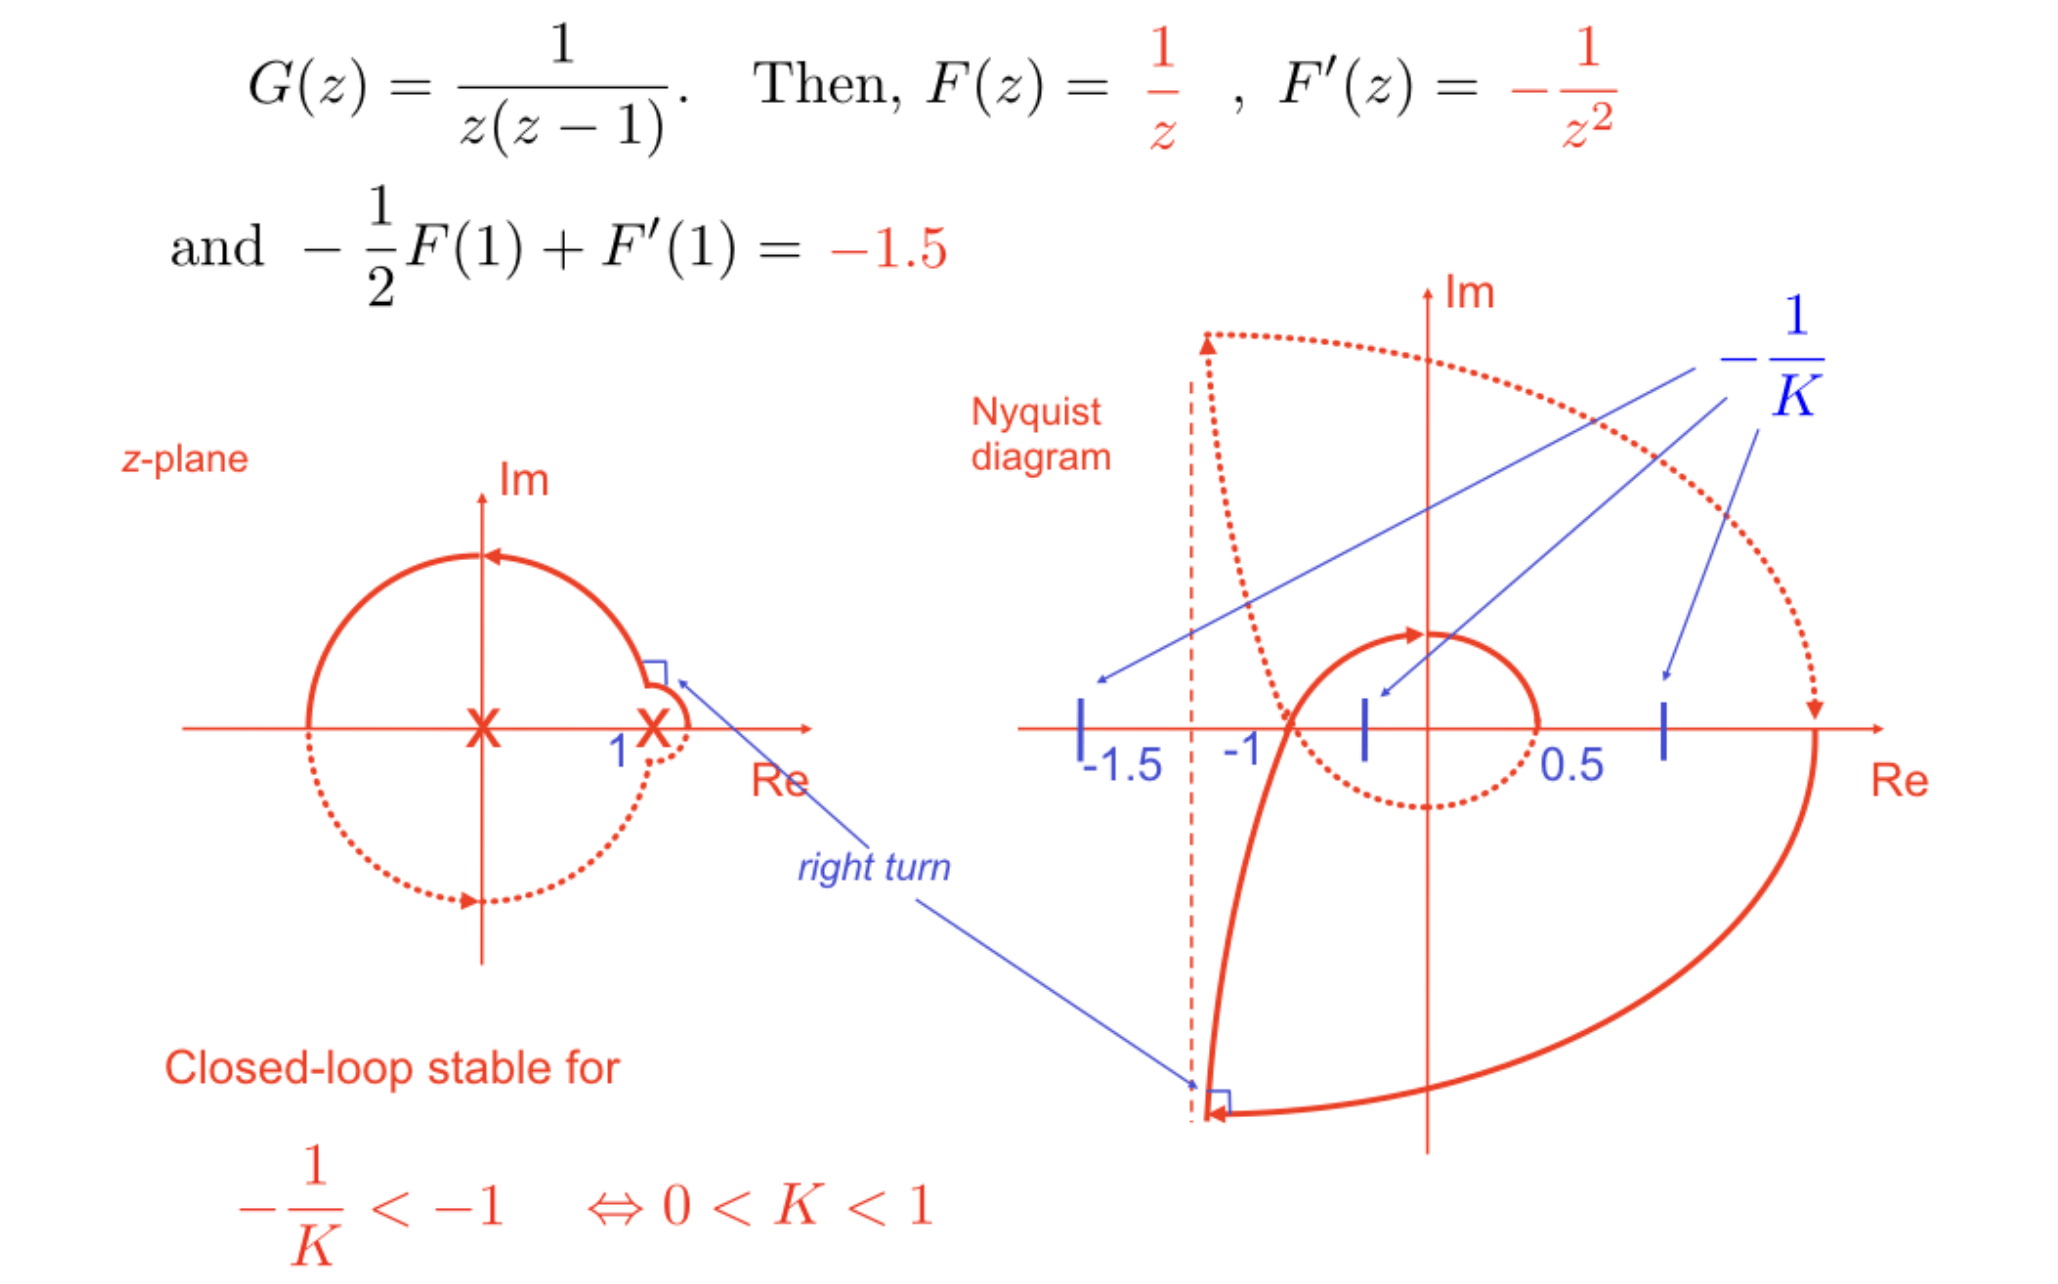 G(z) = 1/(z(z − 1)). Then, F(z) = 1/z , F′(z) = −1/z²
and −1/2 F(1) + F′(1) = −1.5
Im
−1/K
Nyquist
diagram
z-plane
Im
1
Re
-1.5
-1
0.5
Re
right turn
Closed-loop stable for
−1/K < −1 ⇔ 0 < K < 1